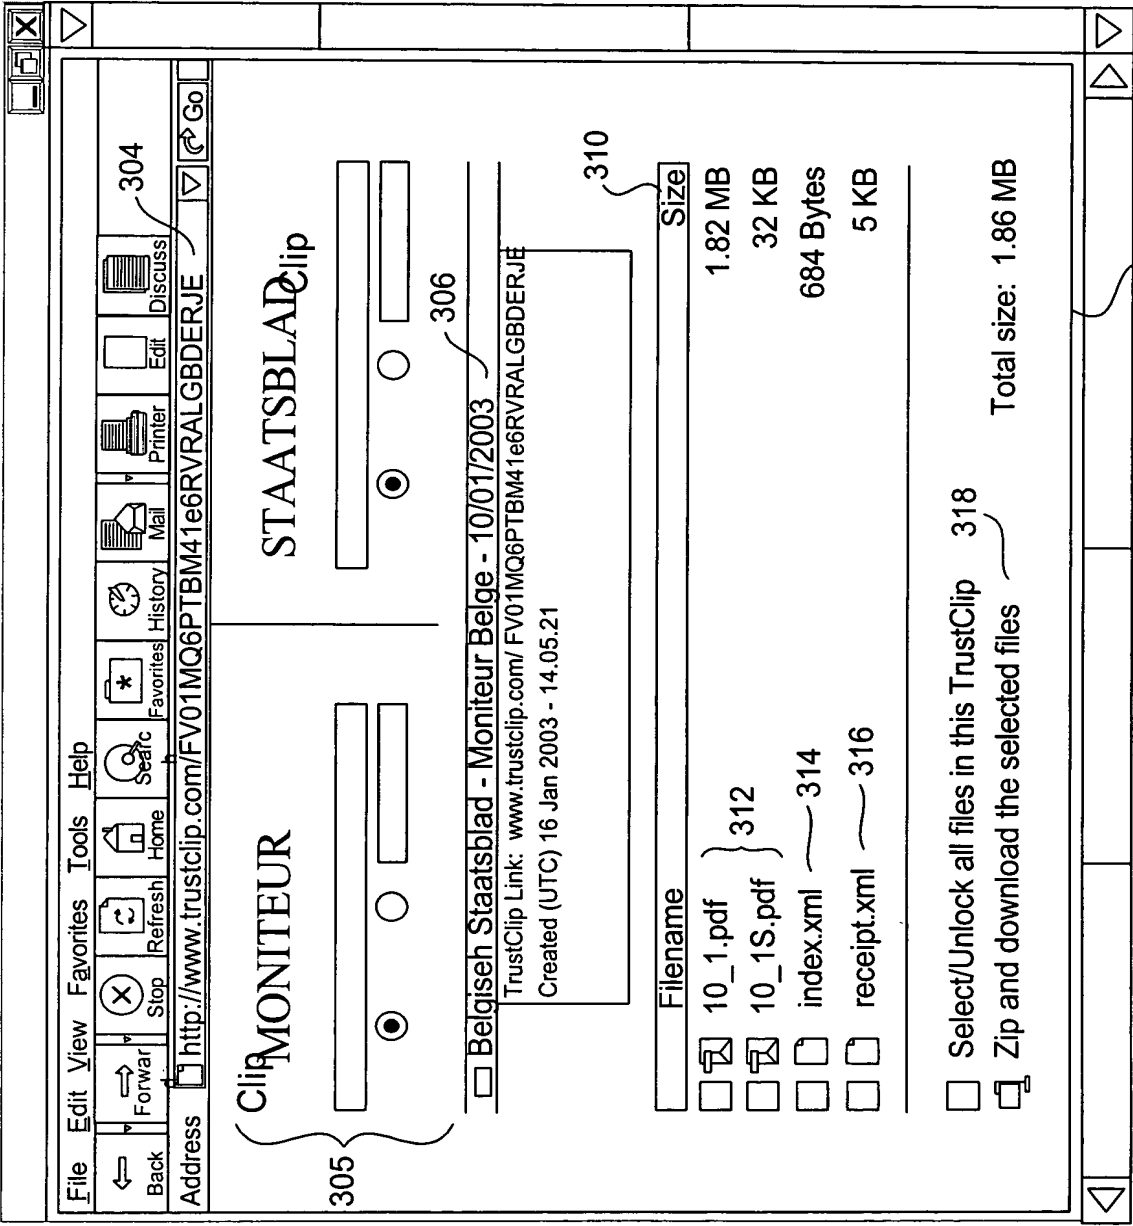 File Edit View Favorites Tools Help
Back Forwar
d Stop Refresh Home Searc
h Favorites History Mail Printer Edit Discuss
304
Address http://www.trustclip.com/FV01MQ6PTBM41e6RVRALGBDERJE Go
Clip MONITEUR
STAATSBLAD Clip
305
306
Belgiseh Staatsblad - Moniteur Belge - 10/01/2003
TrustClip Link: www.trustclip.com/ FV01MQ6PTBM41e6RVRALGBDERJE
Created (UTC) 16 Jan 2003 - 14.05.21
310
Filename Size
10_1.pdf 1.82 MB
312
10_1S.pdf 32 KB
index.xml 314 684 Bytes
receipt.xml 316 5 KB
Select/Unlock all files in this TrustClip 318
Zip and download the selected files Total size: 1.86 MB